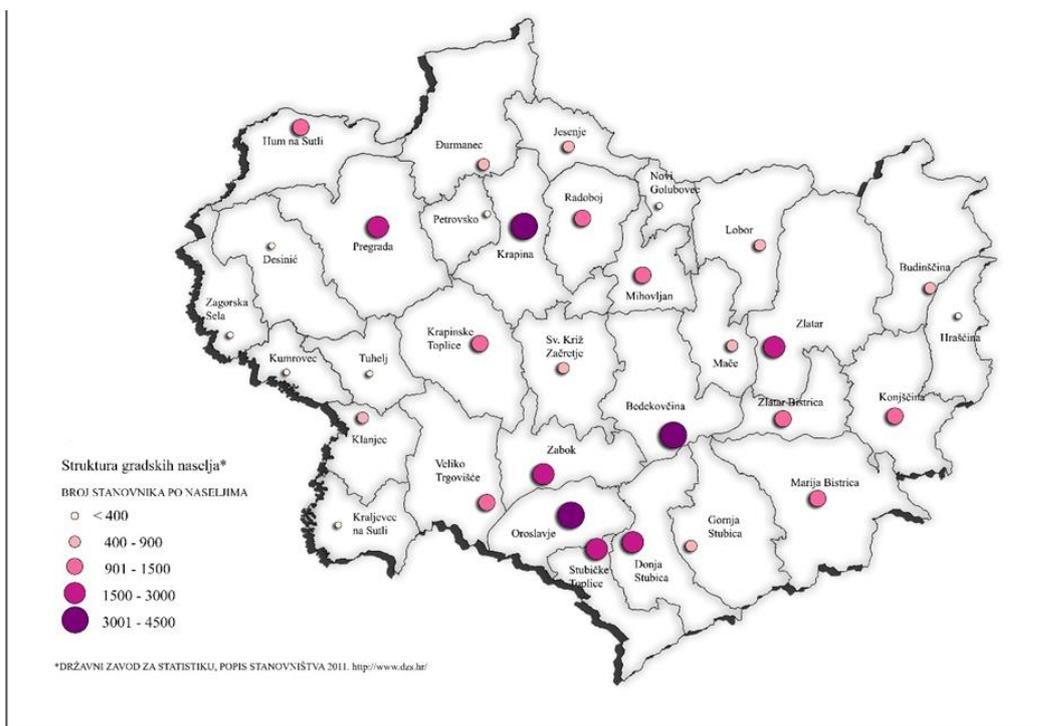 Hum na Sutli
Đurmanec
Jesenje
Novi
Golubovec
Petrovsko
Radoboj
Pregrada
Krapina
Lobor
Desinić
Budinščina
Mihovljan
Zagorska
Sela
Krapinske
Toplice
Sv. Križ
Začretje
Zlatar
Hrašćina
Kumrovec
Tuhelj
Mače
Bedekovčina
Zlatar Bistrica
Konjščina
Klanjec
Veliko
Trgovišće
Zabok
Marija Bistrica
Kraljevec
na Sutli
Oroslavje
Gornja
Stubica
Stubičke
Toplice
Donja
Stubica
Struktura gradskih naselja*
BROJ STANOVNIKA PO NASELJIMA
< 400
400 - 900
901 - 1500
1500 - 3000
3001 - 4500
*DRŽAVNI ZAVOD ZA STATISTIKU, POPIS STANOVNIŠTVA 2011. http://www.dzs.hr/